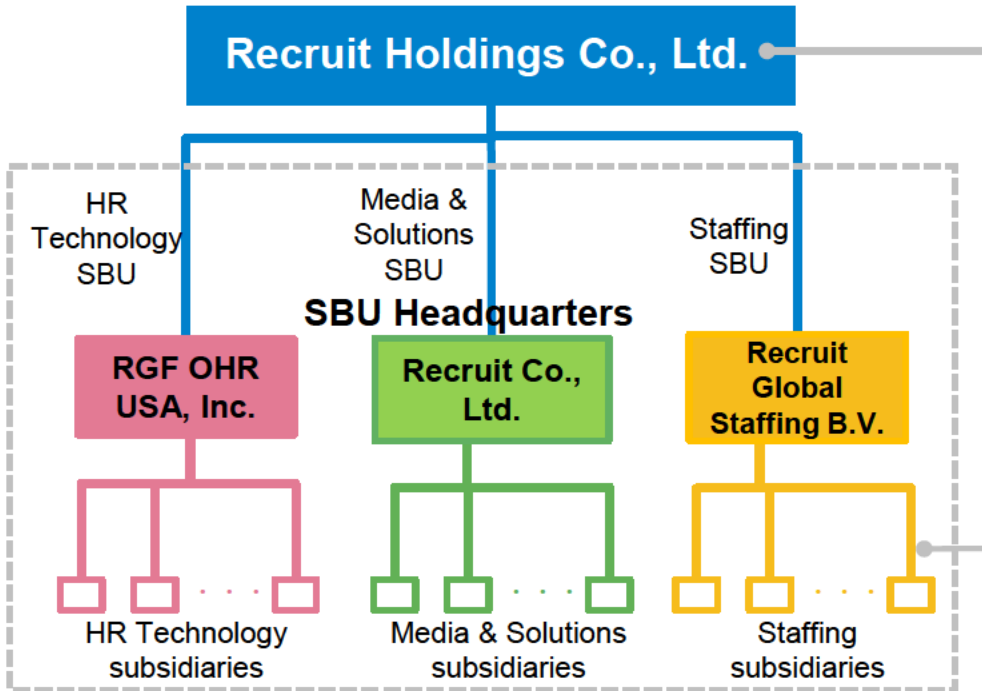 Recruit Holdings Co., Ltd.
HR
Technology
SBU
Media &
Solutions
SBU
Staffing
SBU
SBU Headquarters
RGF OHR
USA, Inc.
Recruit Co.,
Ltd.
Recruit
Global
Staffing B.V.
HR Technology
subsidiaries
Media & Solutions
subsidiaries
Staffing
subsidiaries